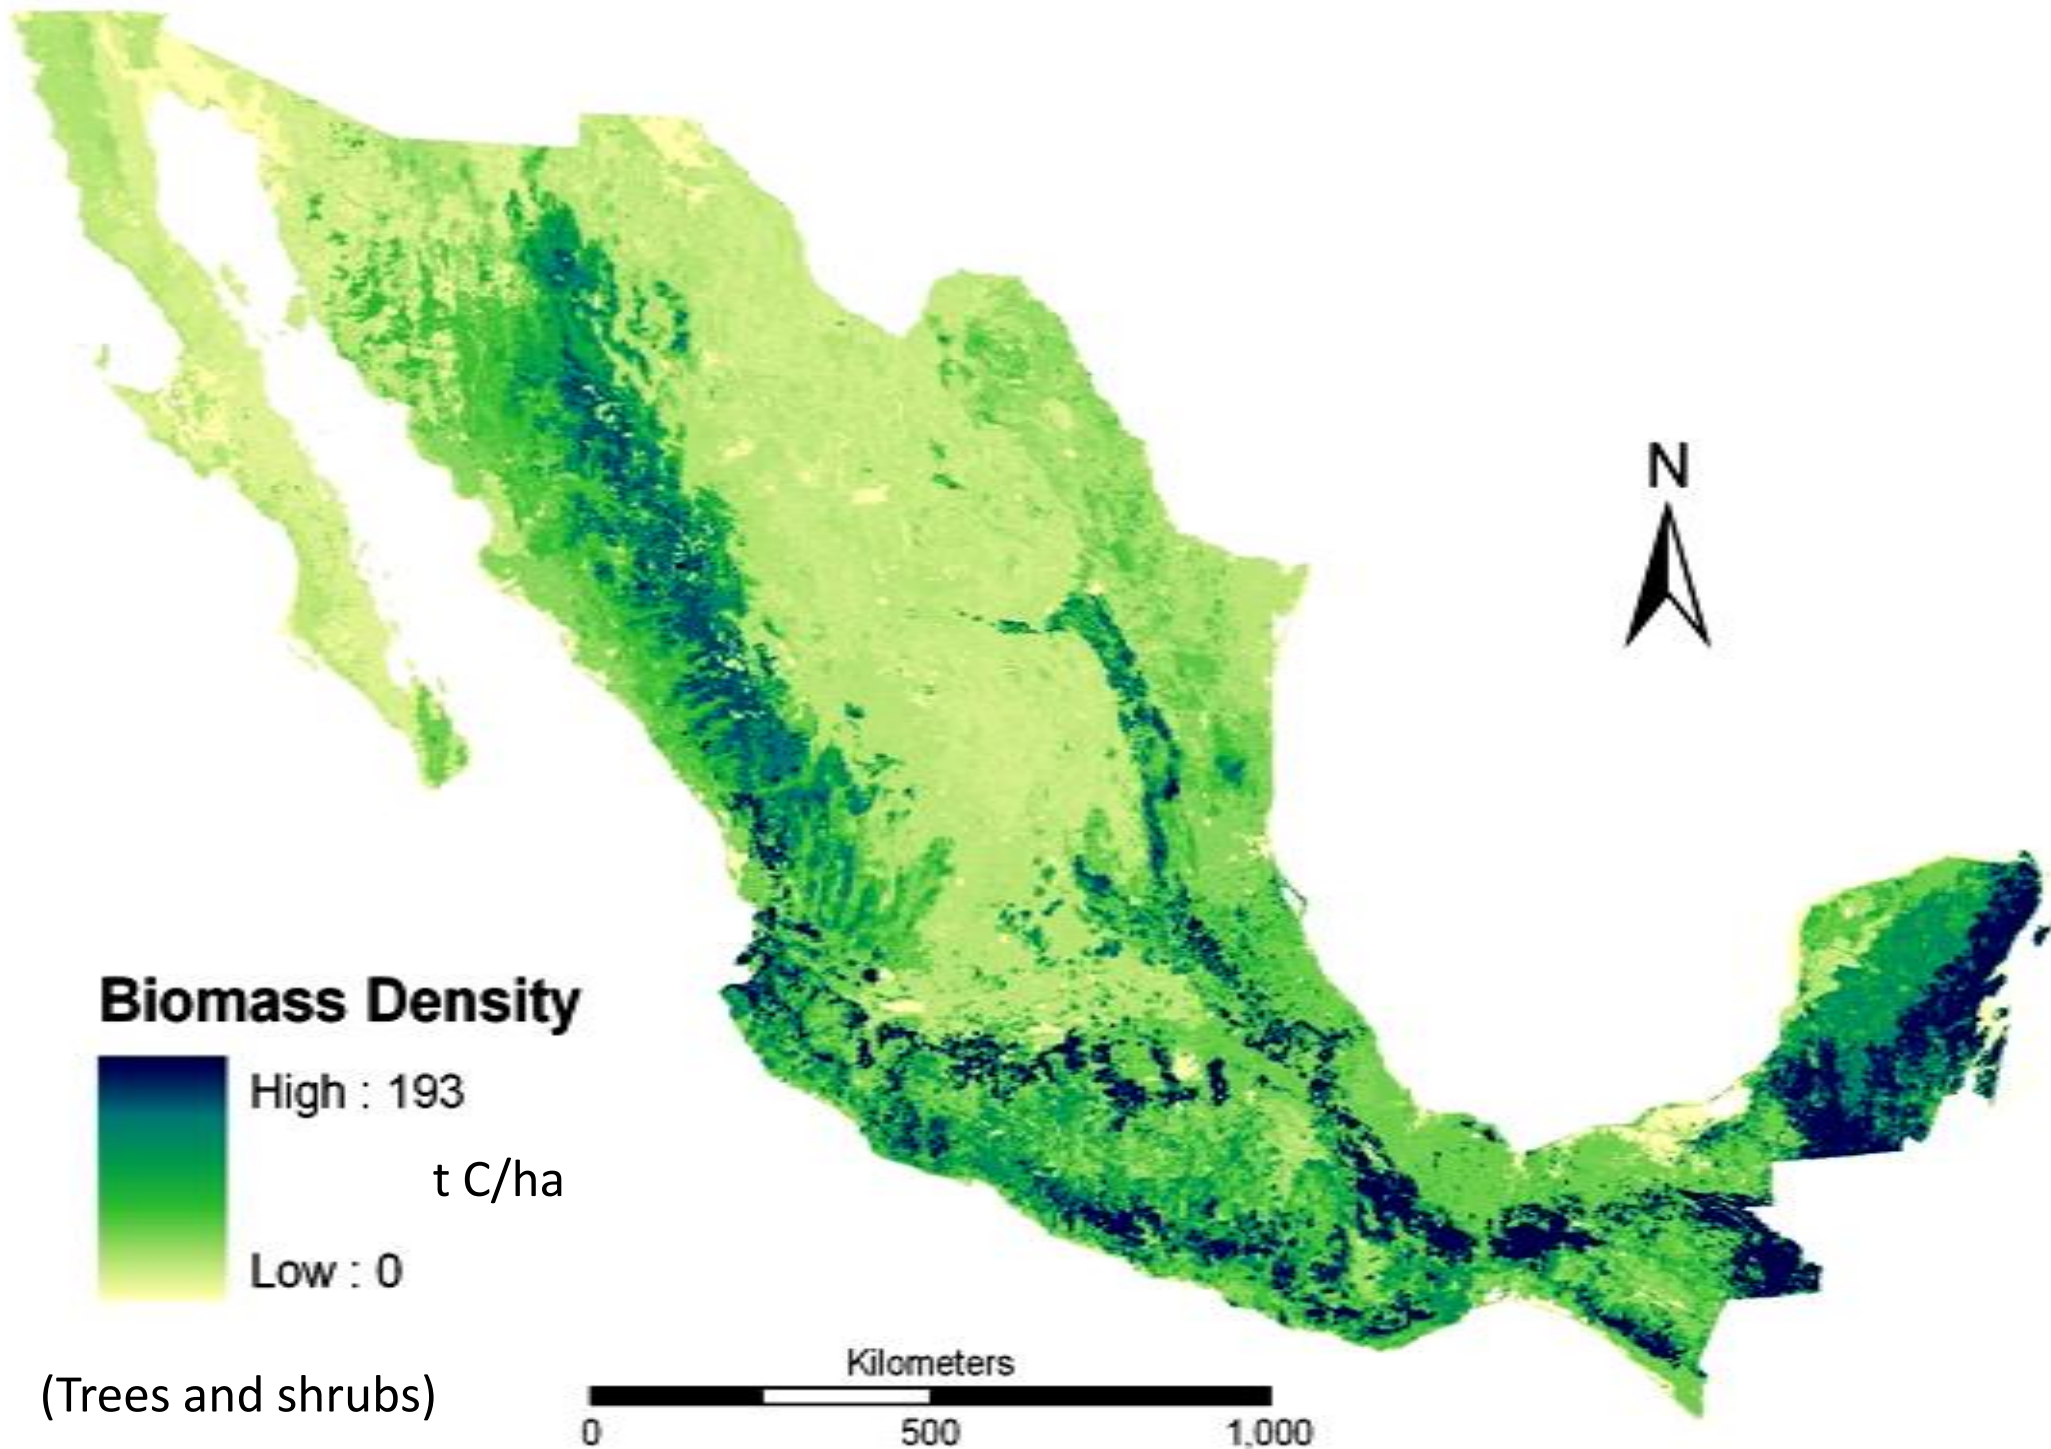 N
Biomass Density
High : 193
t C/ha
Low : 0
(Trees and shrubs)
Kilometers
0 500 1,000